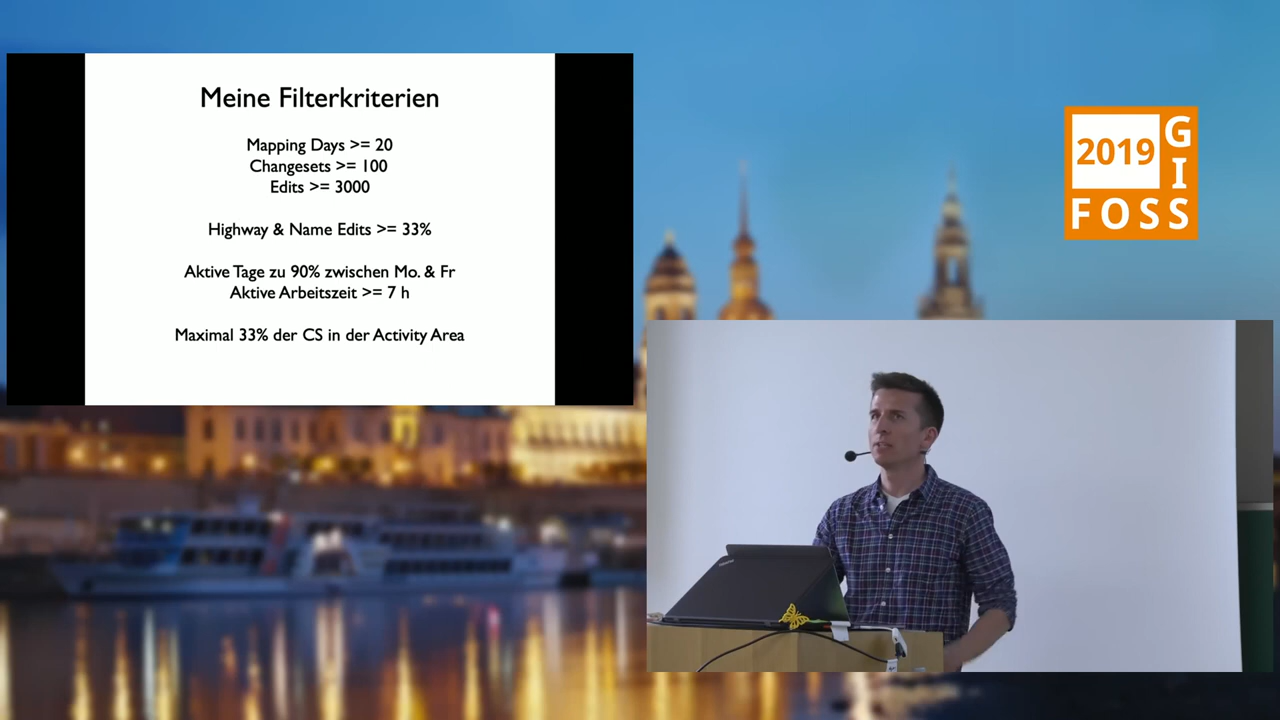 Meine Filterkriterien
Mapping Days >= 20
Changesets >= 100
Edits >= 3000
Highway & Name Edits >= 33%
Aktive Tage zu 90% zwischen Mo. & Fr
Aktive Arbeitszeit >= 7 h
Maximal 33% der CS in der Activity Area
2019
G
I
FOSS